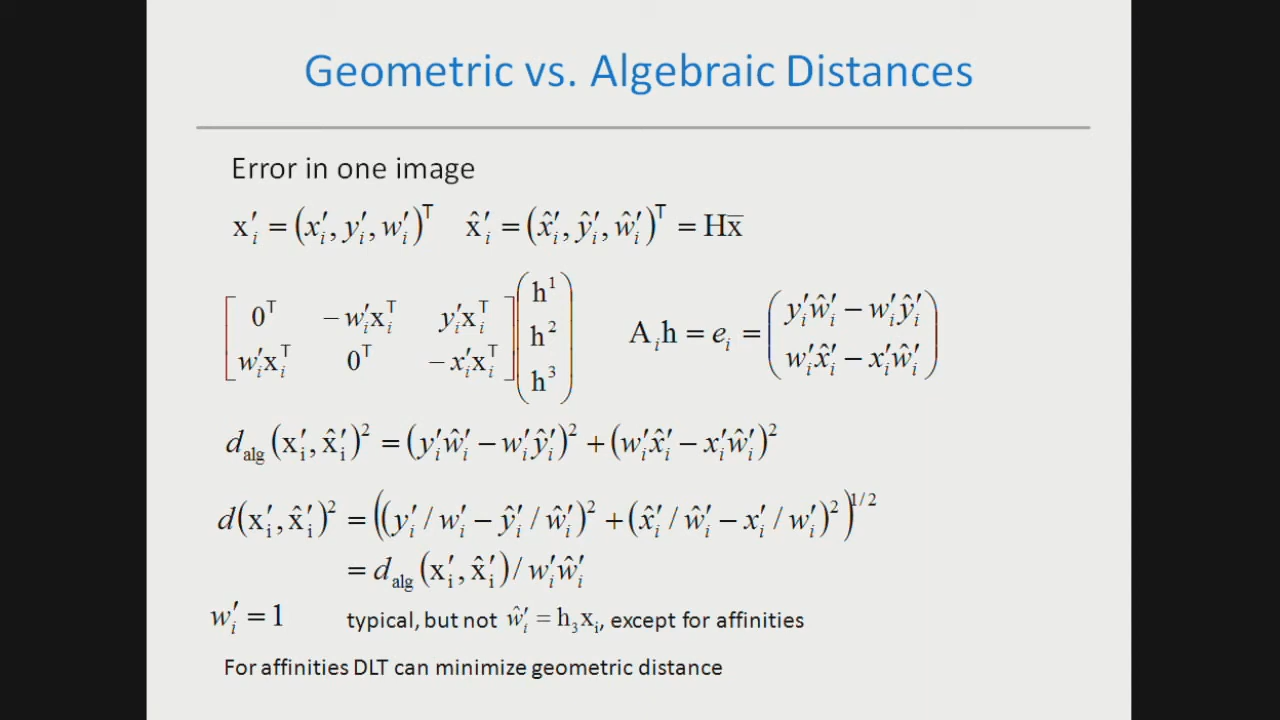 Geometric vs. Algebraic Distances
Error in one image
x′ᵢ = (x′ᵢ, y′ᵢ, w′ᵢ)ᵀ x̂′ᵢ = (x̂′ᵢ, ŷ′ᵢ, ŵ′ᵢ)ᵀ = Hx̅
[0ᵀ −w′ᵢxᵢᵀ y′ᵢxᵢᵀ; w′ᵢxᵢᵀ 0ᵀ −x′ᵢxᵢᵀ] (h¹; h²; h³) Aᵢh = eᵢ = (y′ᵢŵ′ᵢ − w′ᵢŷ′ᵢ; w′ᵢx̂′ᵢ − x′ᵢŵ′ᵢ)
d_alg(x′ᵢ, x̂′ᵢ)² = (y′ᵢŵ′ᵢ − w′ᵢŷ′ᵢ)² + (w′ᵢx̂′ᵢ − x′ᵢŵ′ᵢ)²
d(x′ᵢ, x̂′ᵢ)² = ((y′ᵢ / w′ᵢ − ŷ′ᵢ / ŵ′ᵢ)² + (x̂′ᵢ / ŵ′ᵢ − x′ᵢ / w′ᵢ)²)^1/2
= d_alg(x′ᵢ, x̂′ᵢ) / w′ᵢŵ′ᵢ
w′ᵢ = 1 typical, but not ŵ′ᵢ = h₃xᵢ, except for affinities
For affinities DLT can minimize geometric distance